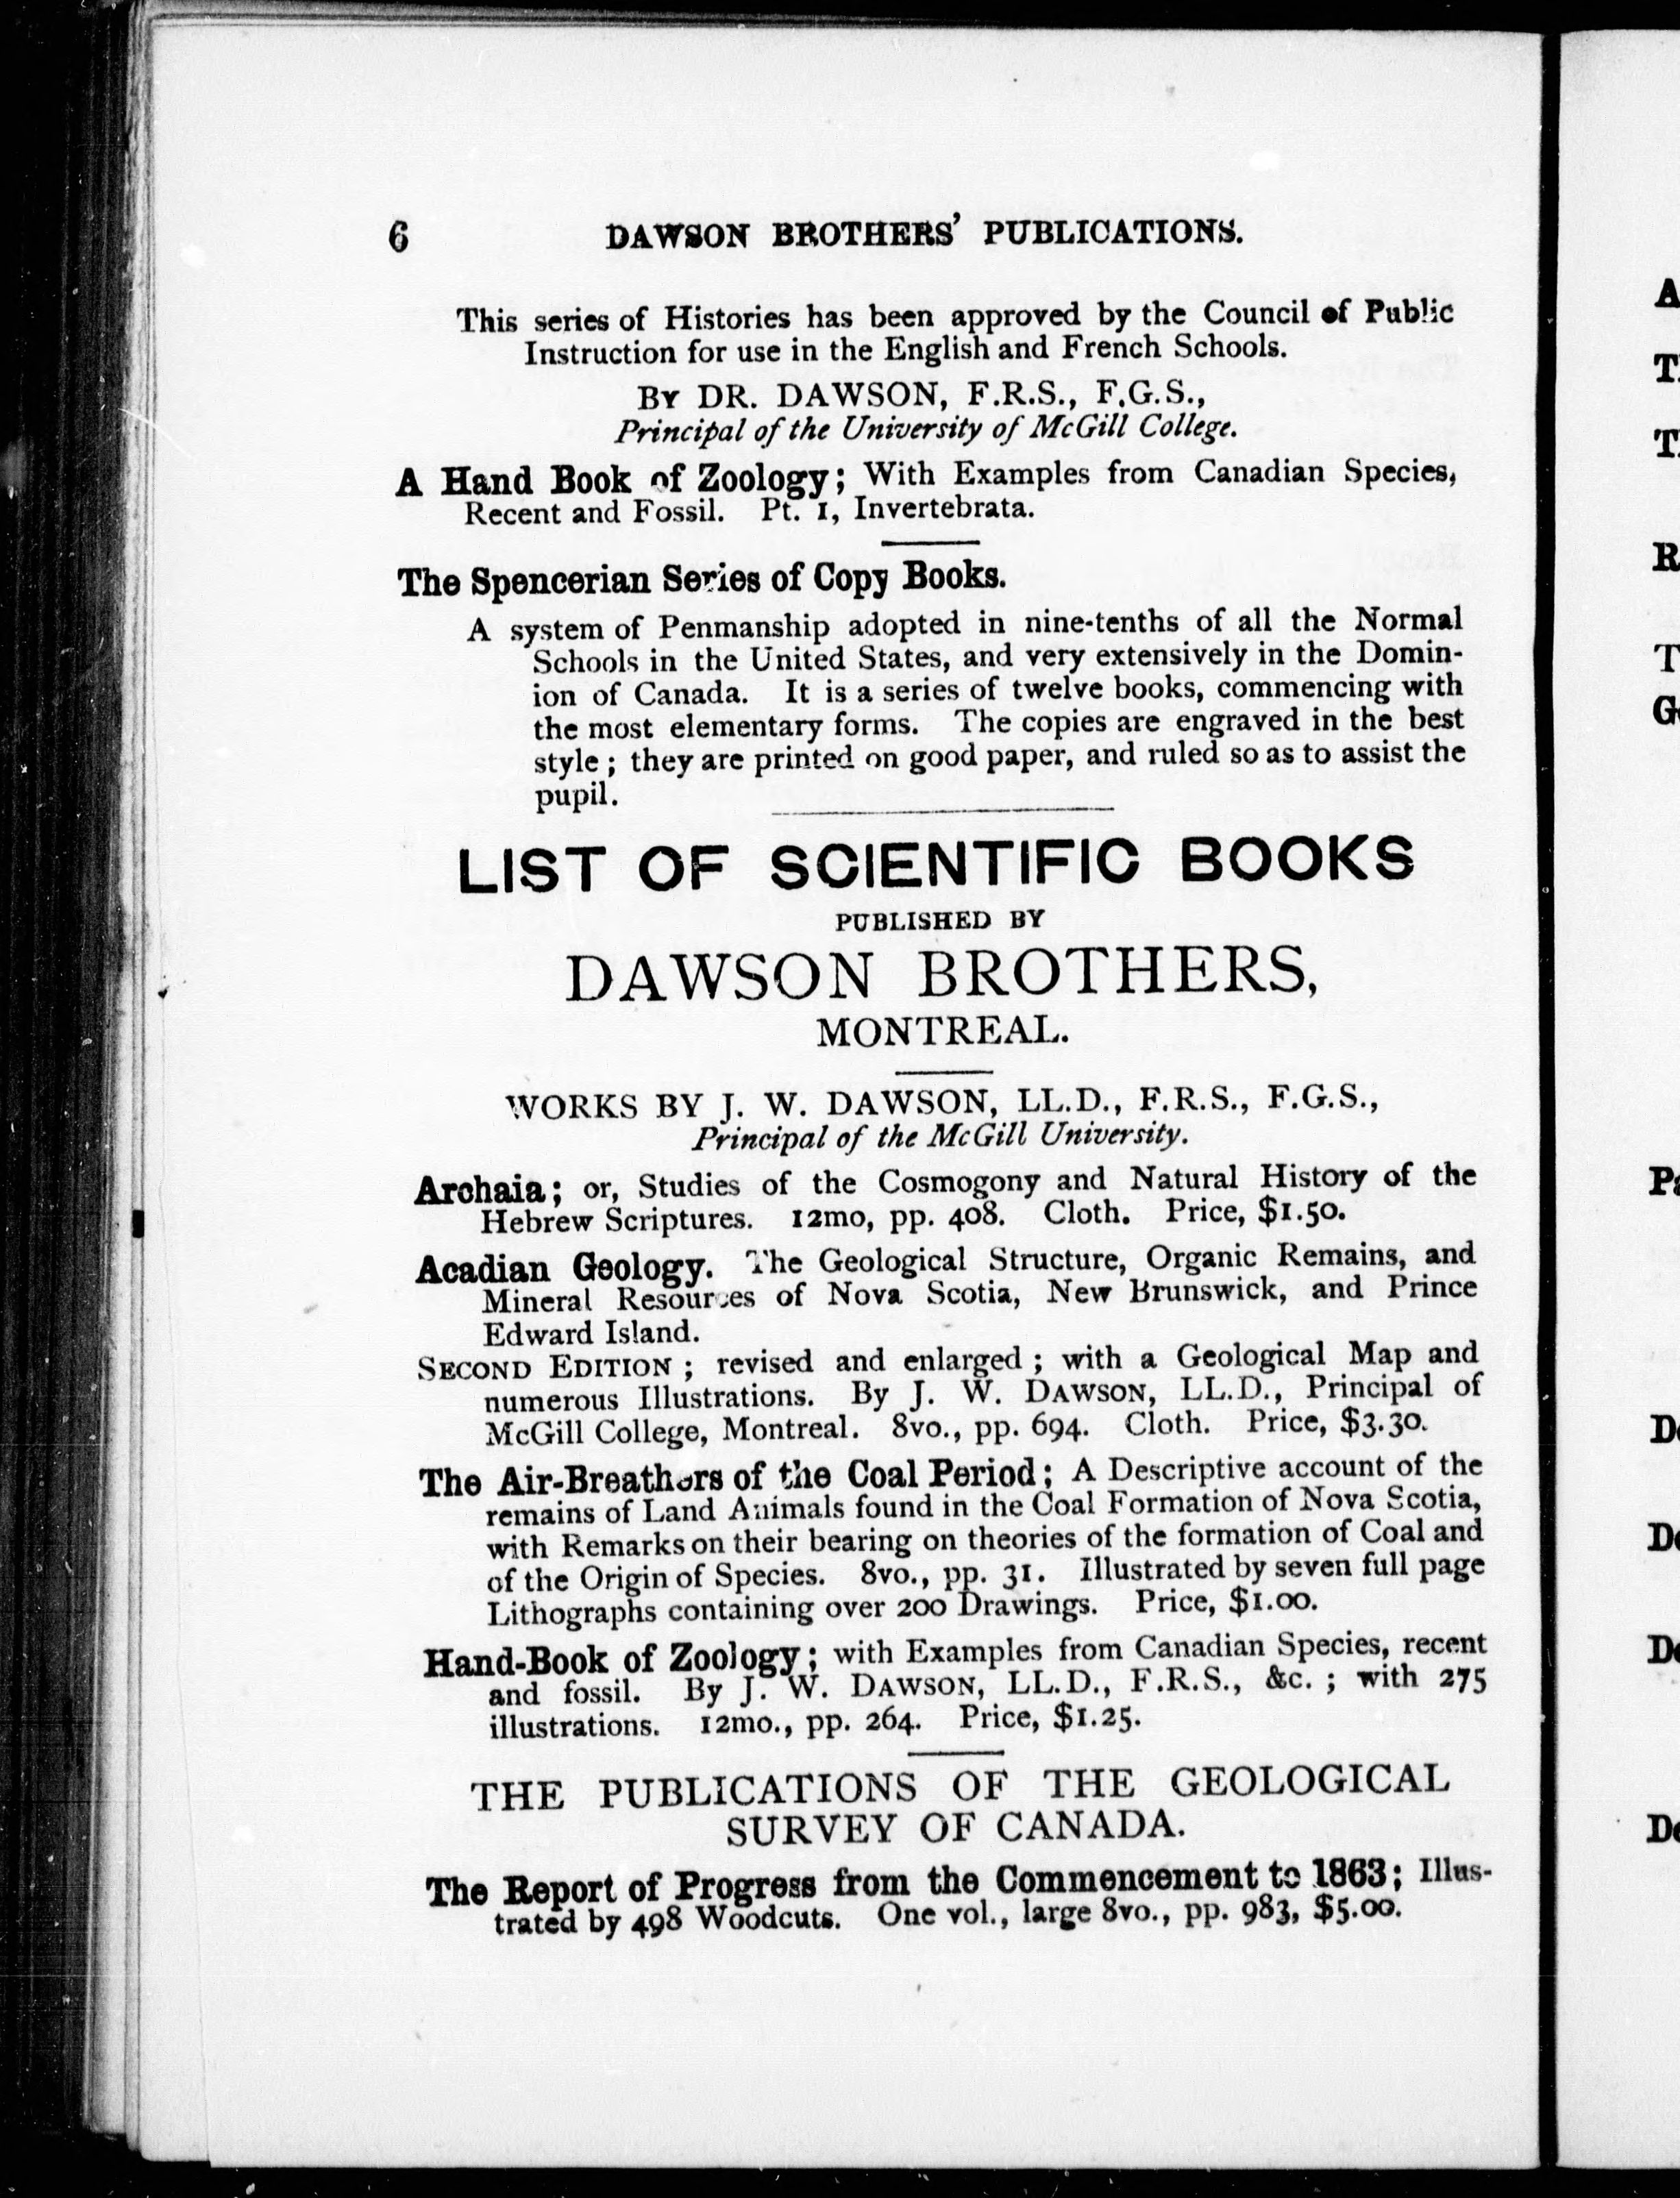 6 DAWSON BROTHERS' PUBLICATIONS.
This series of Histories has been approved by the Council of Public
Instruction for use in the English and French Schools.
BY DR. DAWSON, F.R.S., F.G.S.,
Principal of the University of McGill College.
A Hand Book of Zoology; With Examples from Canadian Species,
Recent and Fossil. Pt. 1, Invertebrata.
The Spencerian Series of Copy Books.
A system of Penmanship adopted in nine-tenths of all the Normal
Schools in the United States, and very extensively in the Domin-
ion of Canada. It is a series of twelve books, commencing with
the most elementary forms. The copies are engraved in the best
style; they are printed on good paper, and ruled so as to assist the
pupil.
LIST OF SCIENTIFIC BOOKS
PUBLISHED BY
DAWSON BROTHERS,
MONTREAL.
WORKS BY J. W. DAWSON, LL.D., F.R.S., F.G.S.,
Principal of the McGill University.
Archaia; or, Studies of the Cosmogony and Natural History of the
Hebrew Scriptures. 12mo, pp. 408. Cloth. Price, $1.50.
Acadian Geology. The Geological Structure, Organic Remains, and
Mineral Resources of Nova Scotia, New Brunswick, and Prince
Edward Island.
SECOND EDITION; revised and enlarged; with a Geological Map and
numerous Illustrations. By J. W. DAWSON, LL.D., Principal of
McGill College, Montreal. 8vo., pp. 694. Cloth. Price, $3.30.
The Air-Breathers of the Coal Period; A Descriptive account of the
remains of Land Animals found in the Coal Formation of Nova Scotia,
with Remarks on their bearing on theories of the formation of Coal and
of the Origin of Species. 8vo., pp. 31. Illustrated by seven full page
Lithographs containing over 200 Drawings. Price, $1.00.
Hand-Book of Zoology; with Examples from Canadian Species, recent
and fossil. By J. W. DAWSON, LL.D., F.R.S., &c.; with 275
illustrations. 12mo., pp. 264. Price, $1.25.
THE PUBLICATIONS OF THE GEOLOGICAL
SURVEY OF CANADA.
The Report of Progress from the Commencement to 1863; Illus-
trated by 498 Woodcuts. One vol., large 8vo., pp. 983, $5.00.